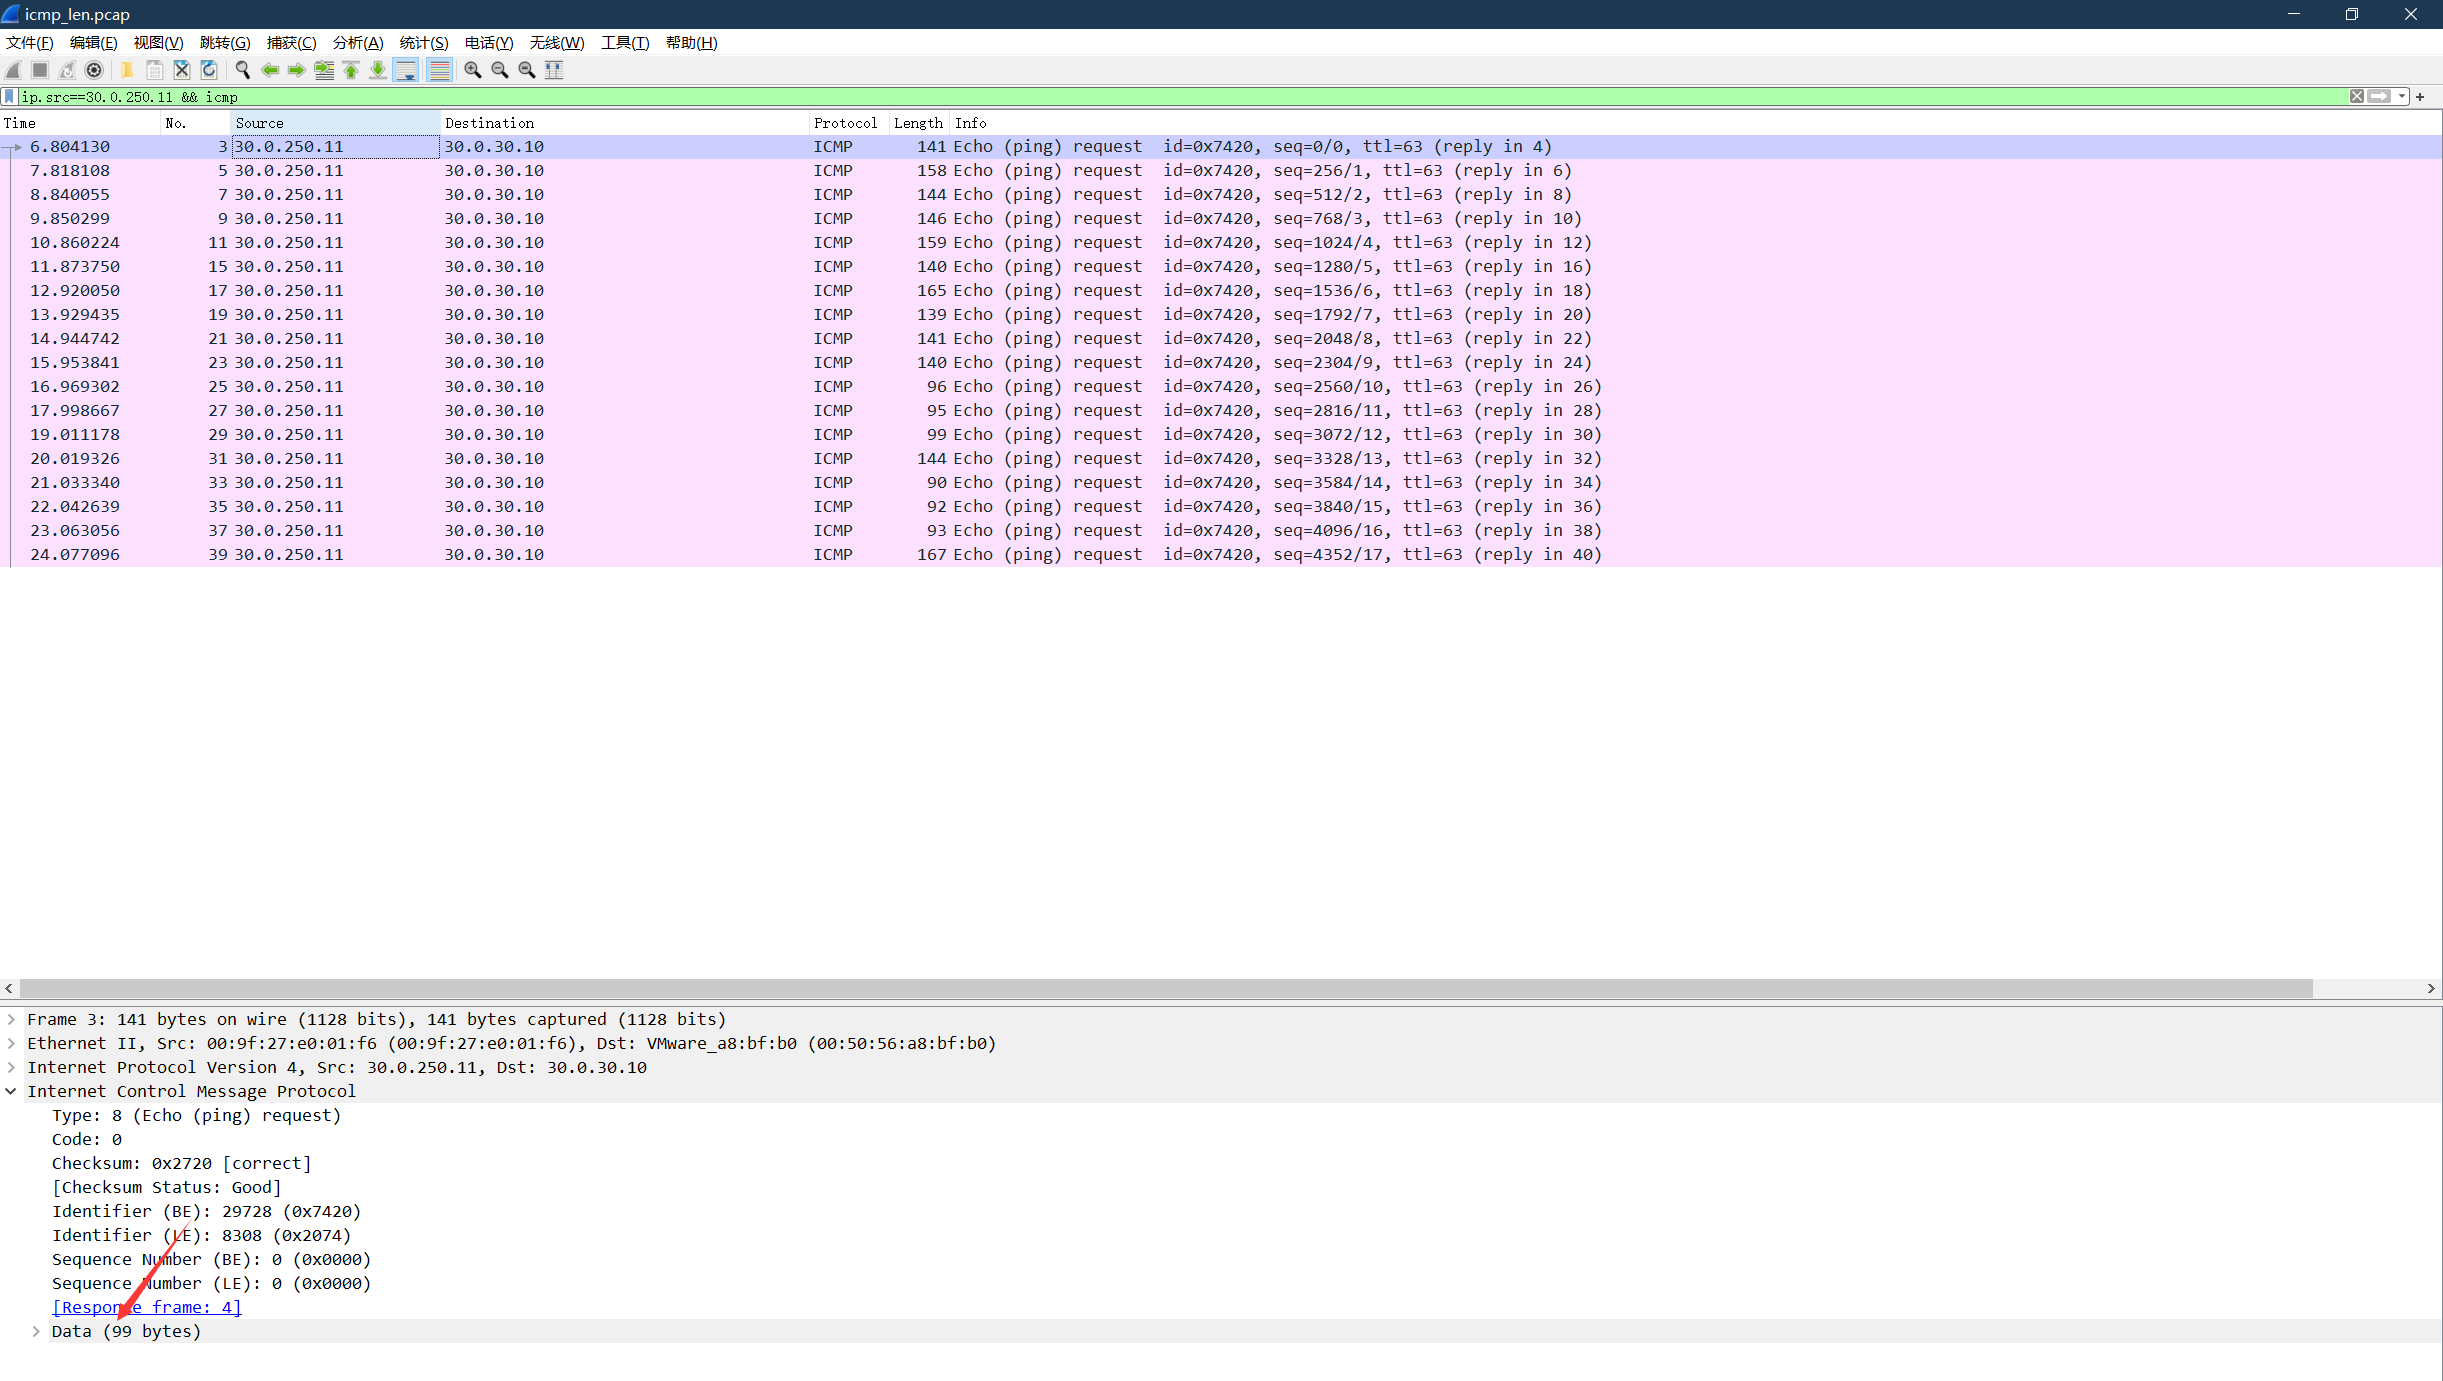 icmp_len.pcap
文件(F) 编辑(E) 视图(V) 跳转(G) 捕获(C) 分析(A) 统计(S) 电话(Y) 无线(W) 工具(T) 帮助(H)
ip.src==30.0.250.11 && icmp
Time No. Source Destination Protocol Length Info
6.804130 3 30.0.250.11 30.0.30.10 ICMP 141 Echo (ping) request id=0x7420, seq=0/0, ttl=63 (reply in 4)
7.818108 5 30.0.250.11 30.0.30.10 ICMP 158 Echo (ping) request id=0x7420, seq=256/1, ttl=63 (reply in 6)
8.840055 7 30.0.250.11 30.0.30.10 ICMP 144 Echo (ping) request id=0x7420, seq=512/2, ttl=63 (reply in 8)
9.850299 9 30.0.250.11 30.0.30.10 ICMP 146 Echo (ping) request id=0x7420, seq=768/3, ttl=63 (reply in 10)
10.860224 11 30.0.250.11 30.0.30.10 ICMP 159 Echo (ping) request id=0x7420, seq=1024/4, ttl=63 (reply in 12)
11.873750 15 30.0.250.11 30.0.30.10 ICMP 140 Echo (ping) request id=0x7420, seq=1280/5, ttl=63 (reply in 16)
12.920050 17 30.0.250.11 30.0.30.10 ICMP 165 Echo (ping) request id=0x7420, seq=1536/6, ttl=63 (reply in 18)
13.929435 19 30.0.250.11 30.0.30.10 ICMP 139 Echo (ping) request id=0x7420, seq=1792/7, ttl=63 (reply in 20)
14.944742 21 30.0.250.11 30.0.30.10 ICMP 141 Echo (ping) request id=0x7420, seq=2048/8, ttl=63 (reply in 22)
15.953841 23 30.0.250.11 30.0.30.10 ICMP 140 Echo (ping) request id=0x7420, seq=2304/9, ttl=63 (reply in 24)
16.969302 25 30.0.250.11 30.0.30.10 ICMP 96 Echo (ping) request id=0x7420, seq=2560/10, ttl=63 (reply in 26)
17.998667 27 30.0.250.11 30.0.30.10 ICMP 95 Echo (ping) request id=0x7420, seq=2816/11, ttl=63 (reply in 28)
19.011178 29 30.0.250.11 30.0.30.10 ICMP 99 Echo (ping) request id=0x7420, seq=3072/12, ttl=63 (reply in 30)
20.019326 31 30.0.250.11 30.0.30.10 ICMP 144 Echo (ping) request id=0x7420, seq=3328/13, ttl=63 (reply in 32)
21.033340 33 30.0.250.11 30.0.30.10 ICMP 90 Echo (ping) request id=0x7420, seq=3584/14, ttl=63 (reply in 34)
22.042639 35 30.0.250.11 30.0.30.10 ICMP 92 Echo (ping) request id=0x7420, seq=3840/15, ttl=63 (reply in 36)
23.063056 37 30.0.250.11 30.0.30.10 ICMP 93 Echo (ping) request id=0x7420, seq=4096/16, ttl=63 (reply in 38)
24.077096 39 30.0.250.11 30.0.30.10 ICMP 167 Echo (ping) request id=0x7420, seq=4352/17, ttl=63 (reply in 40)
Frame 3: 141 bytes on wire (1128 bits), 141 bytes captured (1128 bits)
Ethernet II, Src: 00:9f:27:e0:01:f6 (00:9f:27:e0:01:f6), Dst: VMware_a8:bf:b0 (00:50:56:a8:bf:b0)
Internet Protocol Version 4, Src: 30.0.250.11, Dst: 30.0.30.10
Internet Control Message Protocol
Type: 8 (Echo (ping) request)
Code: 0
Checksum: 0x2720 [correct]
[Checksum Status: Good]
Identifier (BE): 29728 (0x7420)
Identifier (LE): 8308 (0x2074)
Sequence Number (BE): 0 (0x0000)
Sequence Number (LE): 0 (0x0000)
[Response frame: 4]
Data (99 bytes)